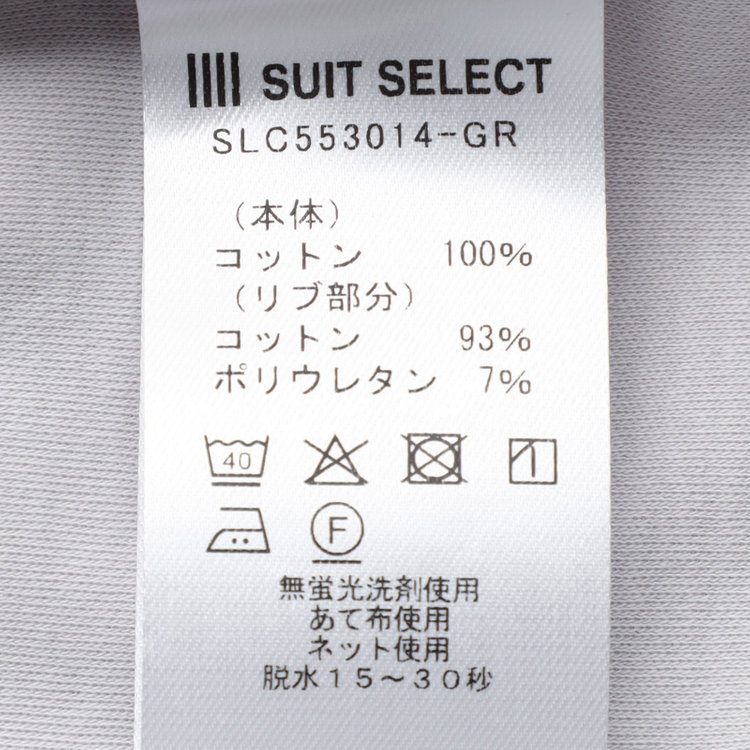 SUIT SELECT
SLC553014-GR
（本体）
コットン 100%
（リブ部分）
コットン 93%
ポリウレタン 7%
40
F
無蛍光洗剤使用
あて布使用
ネット使用
脱水１５～３０秒